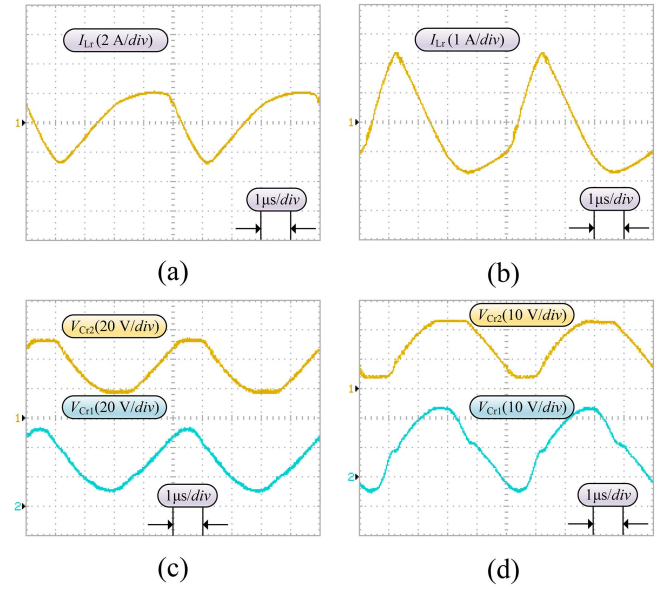 I_Lr (2 A/div)
1
1μs/div
(a)
I_Lr (1 A/div)
1
1μs/div
(b)
V_Cr2 (20 V/div)
1
V_Cr1 (20 V/div)
2
1μs/div
(c)
V_Cr2 (10 V/div)
1
V_Cr1 (10 V/div)
2
1μs/div
(d)